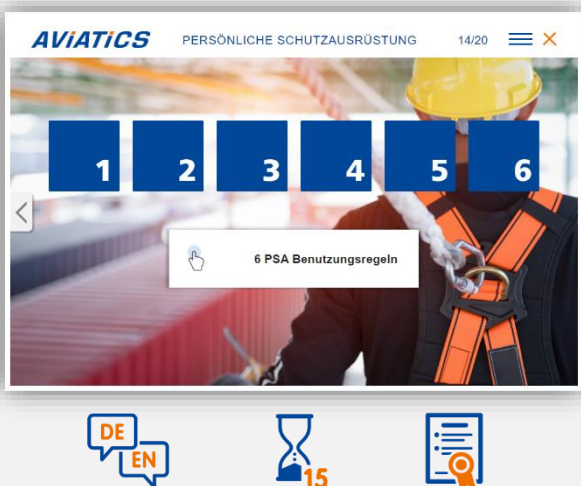 AViATiCS PERSÖNLICHE SCHUTZAUSRÜSTUNG 14/20
1 2 3 4 5 6
6 PSA Benutzungsregeln
DE
EN
15